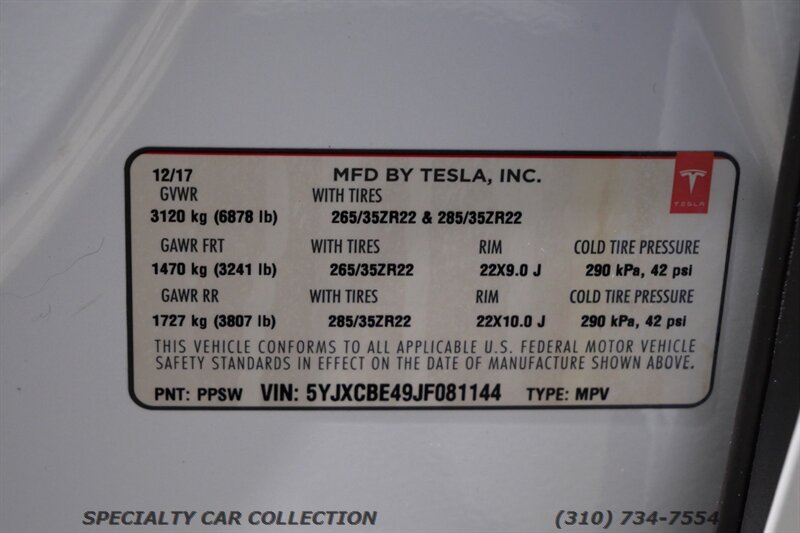 12/17 MFD BY TESLA, INC.
TESLA
GVWR WITH TIRES
3120 kg (6878 lb) 265/35ZR22 & 285/35ZR22
GAWR FRT WITH TIRES RIM COLD TIRE PRESSURE
1470 kg (3241 lb) 265/35ZR22 22X9.0 J 290 kPa, 42 psi
GAWR RR WITH TIRES RIM COLD TIRE PRESSURE
1727 kg (3807 lb) 285/35ZR22 22X10.0 J 290 kPa, 42 psi
THIS VEHICLE CONFORMS TO ALL APPLICABLE U.S. FEDERAL MOTOR VEHICLE
SAFETY STANDARDS IN EFFECT ON THE DATE OF MANUFACTURE SHOWN ABOVE.
PNT: PPSW VIN: 5YJXCBE49JF081144 TYPE: MPV
SPECIALTY CAR COLLECTION (310) 734-7554